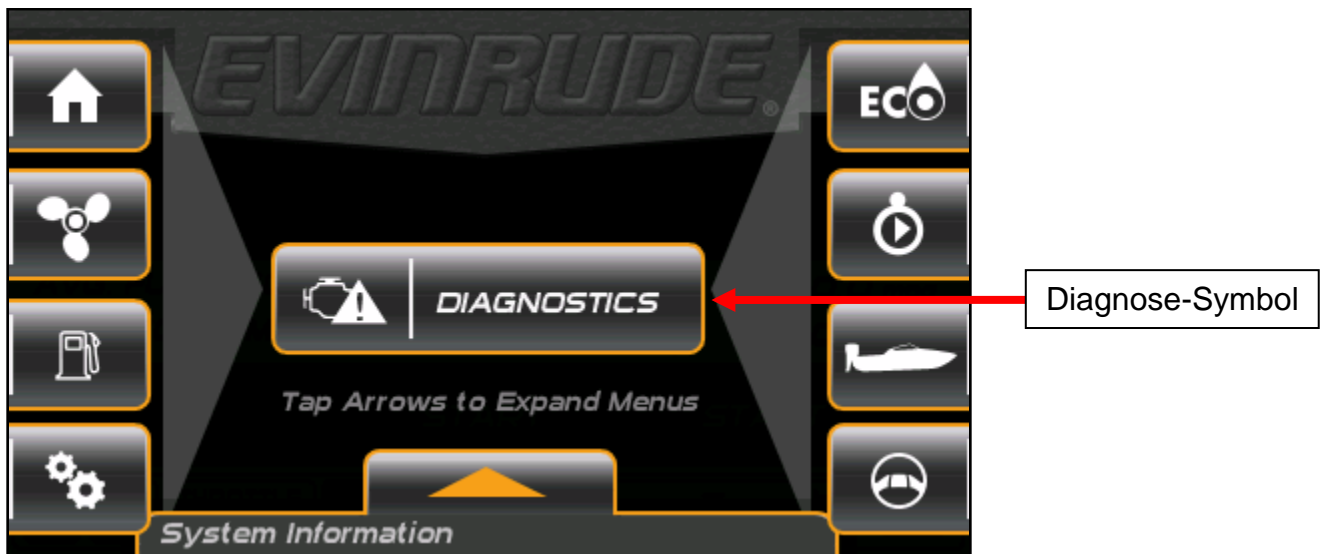 EVINRUDE®
ECO
DIAGNOSTICS
Diagnose-Symbol
Tap Arrows to Expand Menus
System Information